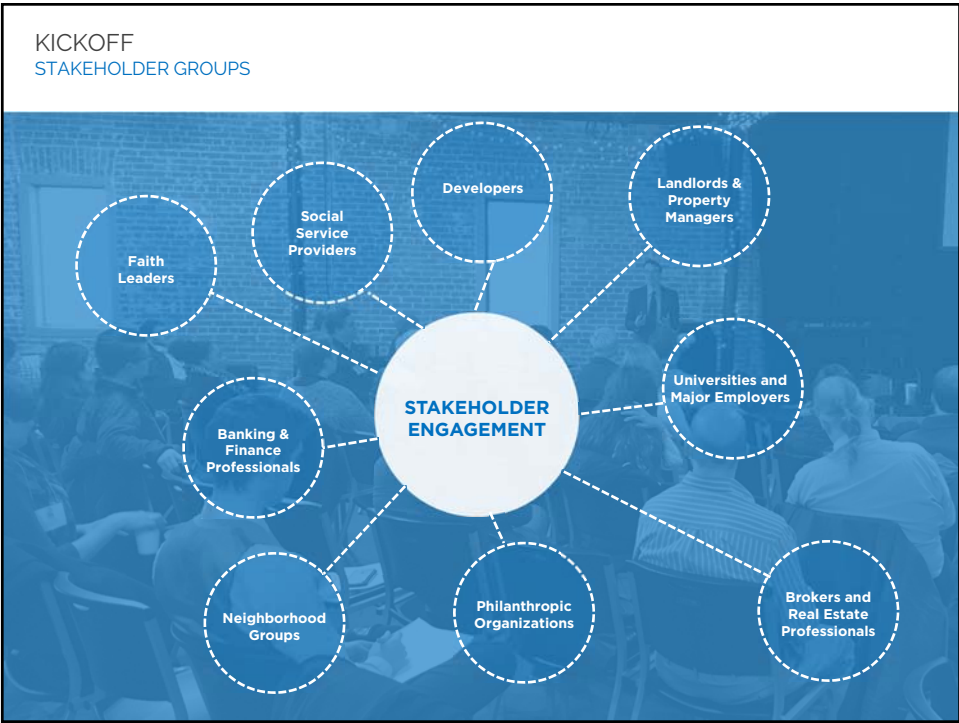 KICKOFF
STAKEHOLDER GROUPS
Developers
Landlords &
Property
Managers
Social
Service
Providers
Faith
Leaders
Universities and
Major Employers
STAKEHOLDER
ENGAGEMENT
Banking &
Finance
Professionals
Neighborhood
Groups
Philanthropic
Organizations
Brokers and
Real Estate
Professionals